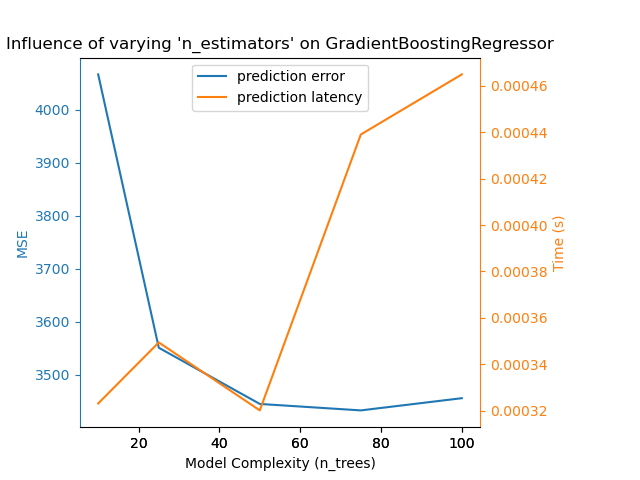 Influence of varying 'n_estimators' on GradientBoostingRegressor
prediction error
prediction latency
4000
3900
3800
3700
3600
3500
MSE
0.00046
0.00044
0.00042
0.00040
0.00038
0.00036
0.00034
0.00032
Time (s)
20 40 60 80 100
Model Complexity (n_trees)